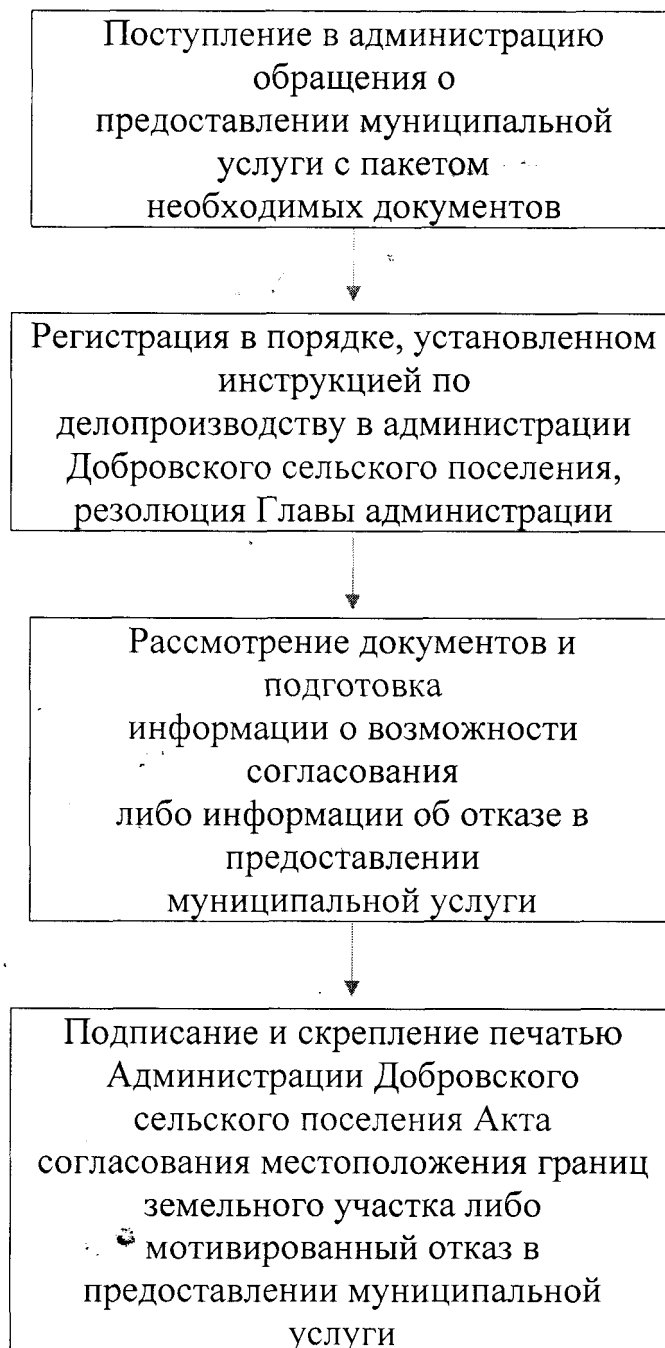 Поступление в администрацию
обращения о
предоставлении муниципальной
услуги с пакетом
необходимых документов
Регистрация в порядке, установленном
инструкцией по
делопроизводству в администрации
Добровского сельского поселения,
резолюция Главы администрации
Рассмотрение документов и
подготовка
информации о возможности
согласования
либо информации об отказе в
предоставлении
муниципальной услуги
Подписание и скрепление печатью
Администрации Добровского
сельского поселения Акта
согласования местоположения границ
земельного участка либо
мотивированный отказ в
предоставлении муниципальной
услуги